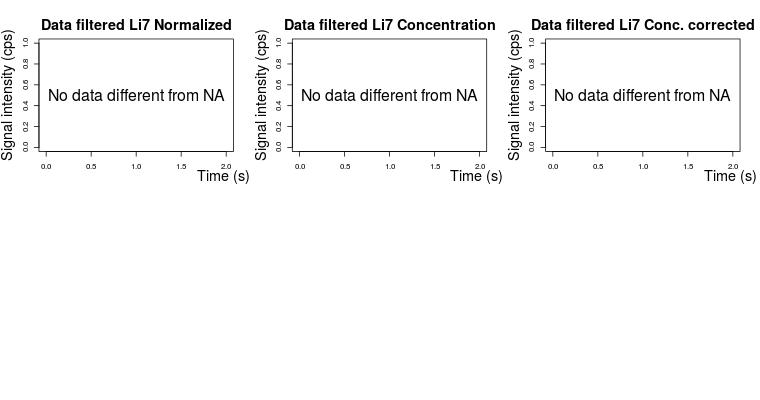 Data filtered Li7 Normalized
Signal intensity (cps)
1.0
0.8
0.6
0.4
0.2
0.0
No data different from NA
0.0 0.5 1.0 1.5 2.0
Time (s)
Data filtered Li7 Concentration
Signal intensity (cps)
1.0
0.8
0.6
0.4
0.2
0.0
No data different from NA
0.0 0.5 1.0 1.5 2.0
Time (s)
Data filtered Li7 Conc. corrected
Signal intensity (cps)
1.0
0.8
0.6
0.4
0.2
0.0
No data different from NA
0.0 0.5 1.0 1.5 2.0
Time (s)